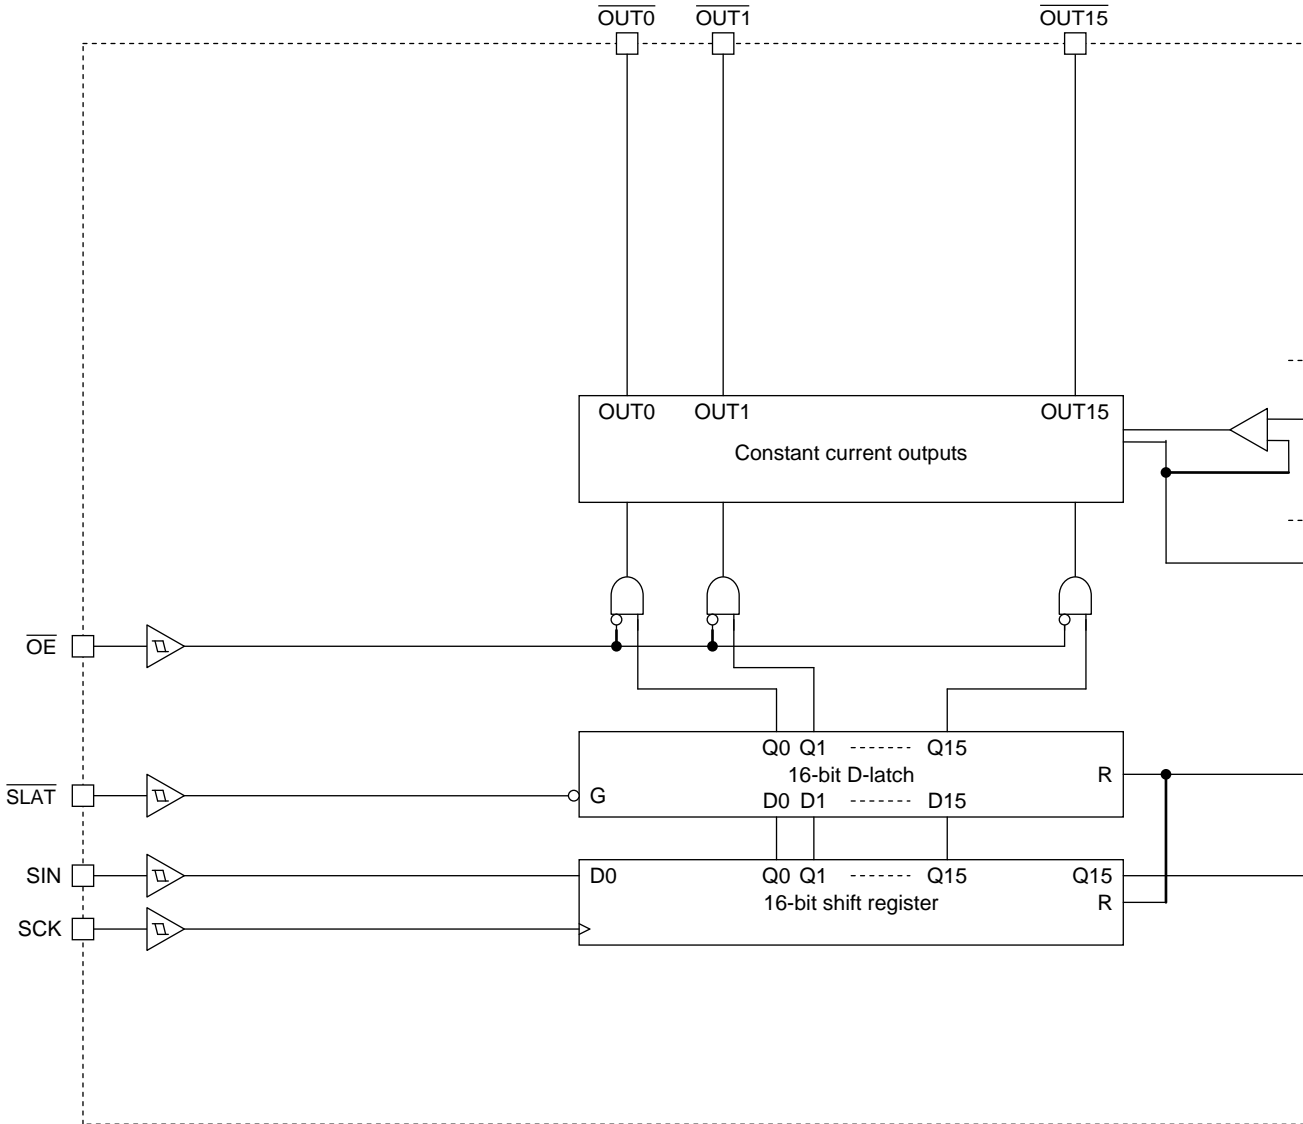 OUT0 OUT1 OUT15
OUT0 OUT1 OUT15
Constant current outputs
OE
Q0 Q1 ------- Q15
16-bit D-latch
R
SLAT
G
D0 D1 ------- D15
SIN
D0
Q0 Q1 ------- Q15
Q15
16-bit shift register
R
SCK